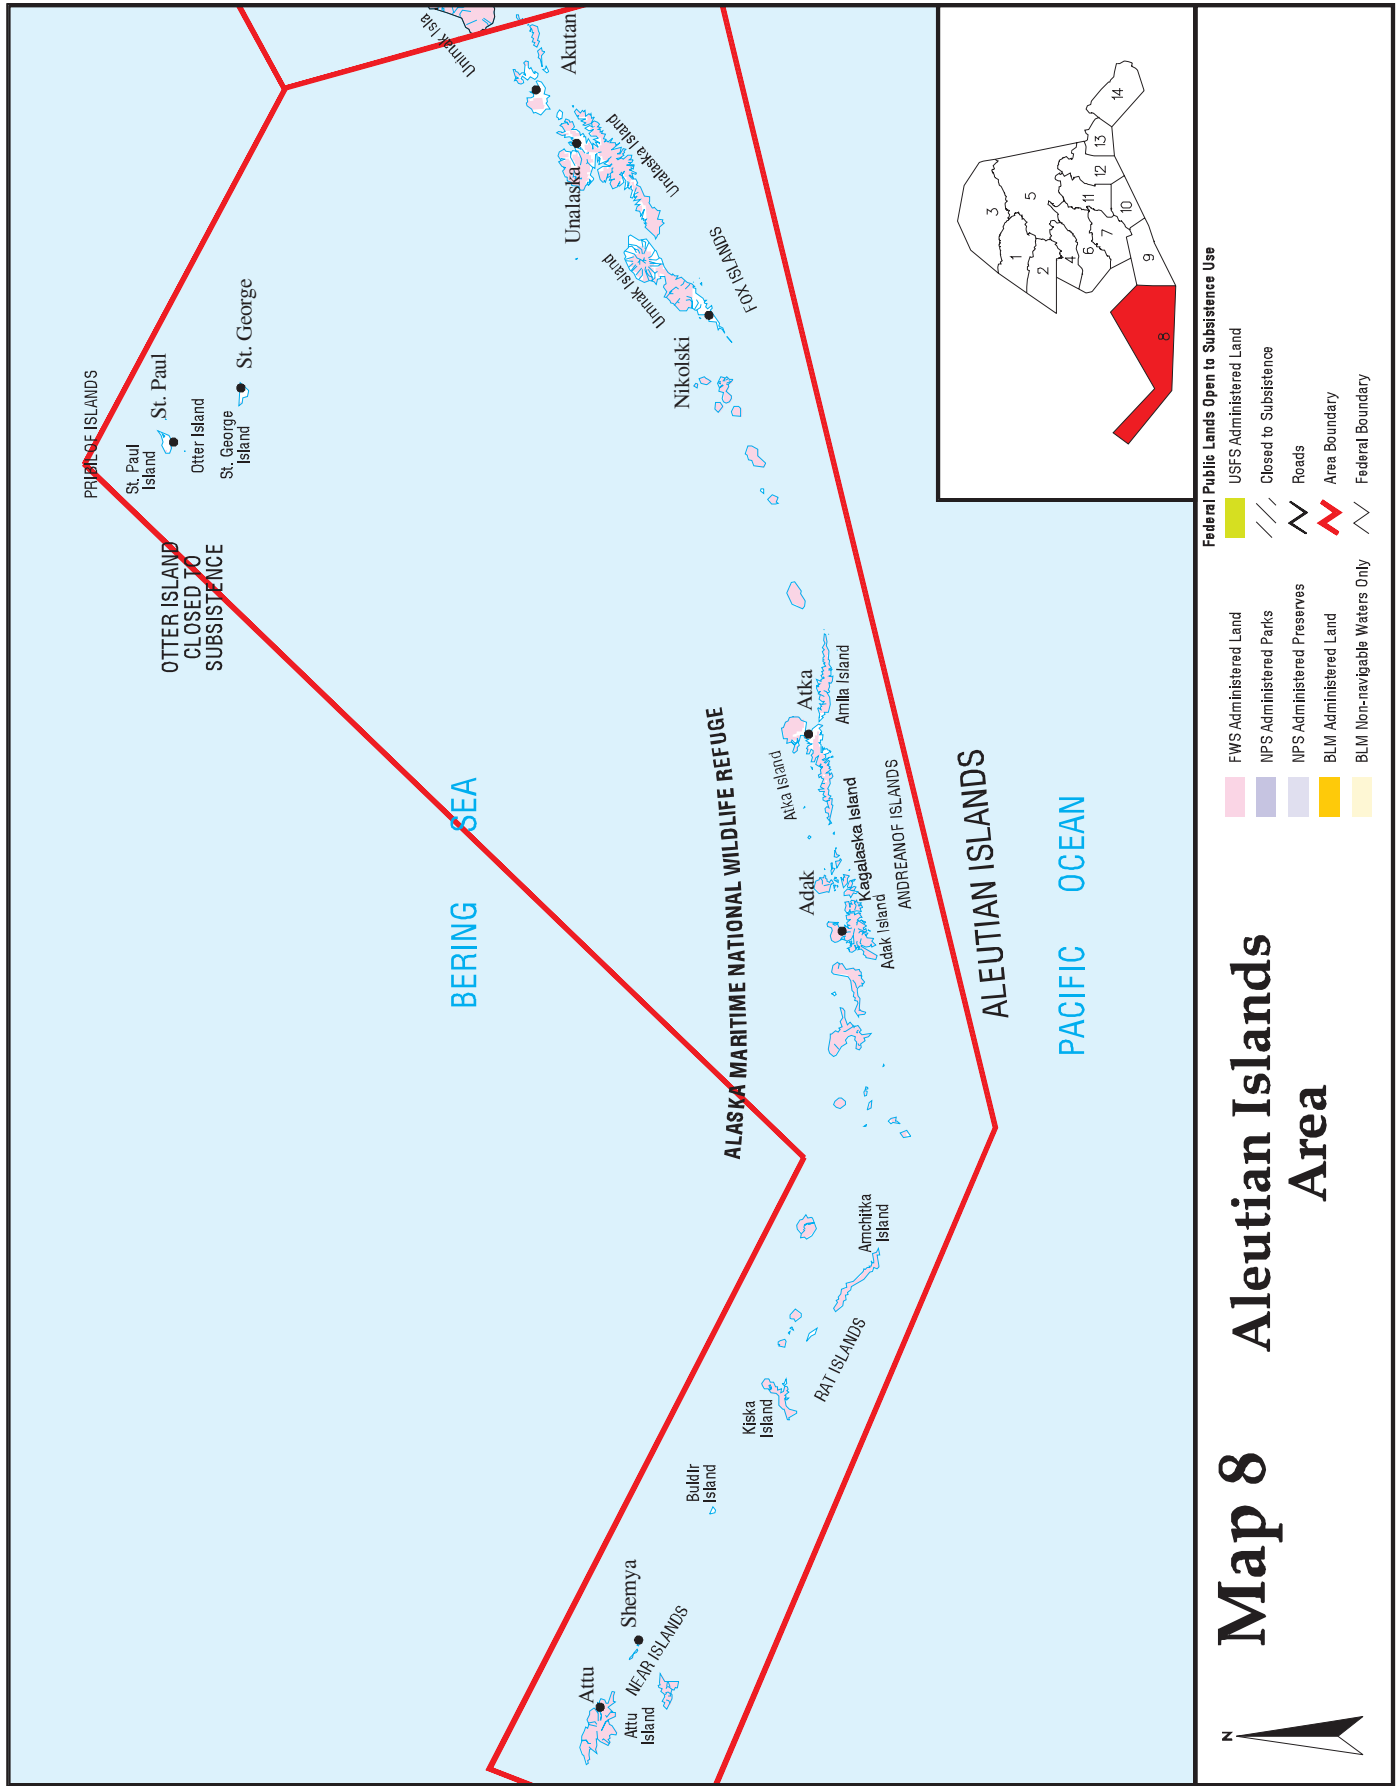 PRIBILOF ISLANDS
St. Paul
Island
St. Paul
Otter Island
St. George
Island
St. George
OTTER ISLAND
CLOSED TO
SUBSISTENCE
BERING SEA
Unimak Isla
Akutan
Unalaska
Unalaska Island
Umnak Island
FOX ISLANDS
Nikolski
ALASKA MARITIME NATIONAL WILDLIFE REFUGE
Atka
Atka Island
Amlia Island
Adak
Kagalaska Island
Adak Island
ANDREANOF ISLANDS
ALEUTIAN ISLANDS
PACIFIC OCEAN
Amchitka
Island
RAT ISLANDS
Kiska
Island
Buldir
Island
Shemya
NEAR ISLANDS
Attu
Attu
Island
1
2
3
4
5
6
7
8
9
10
11
12
13
14
N
Map 8
Aleutian Islands
Area
Federal Public Lands Open to Subsistence Use
FWS Administered Land
NPS Administered Parks
NPS Administered Preserves
BLM Administered Land
BLM Non-navigable Waters Only
USFS Administered Land
Closed to Subsistence
Roads
Area Boundary
Federal Boundary